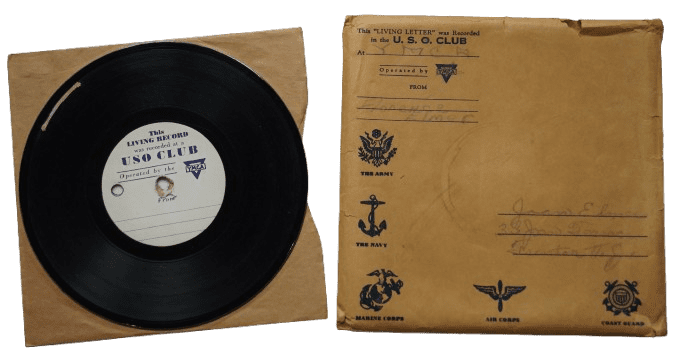 This
LIVING RECORD
was recorded at a
USO CLUB
Operated by the YMCA
From
This "LIVING LETTER" was Recorded
in the U. S. O. CLUB
At
Operated by YMCA
FROM
THE ARMY
THE NAVY
MARINE CORPS
AIR CORPS
COAST GUARD